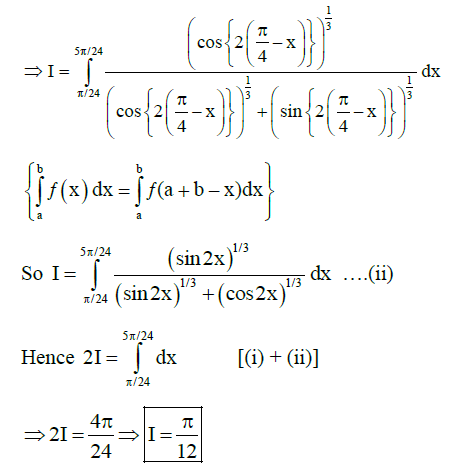 ⇒ I = ∫_{π/24}^{5π/24} (cos{2(π/4 − x)})^{1/3} / ((cos{2(π/4 − x)})^{1/3} + (sin{2(π/4 − x)})^{1/3}) dx
{∫_a^b f(x) dx = ∫_a^b f(a + b − x)dx}
So I = ∫_{π/24}^{5π/24} (sin2x)^{1/3} / ((sin2x)^{1/3} + (cos2x)^{1/3}) dx ….(ii)
Hence 2I = ∫_{π/24}^{5π/24} dx [(i) + (ii)]
⇒ 2I = 4π/24 ⇒ I = π/12